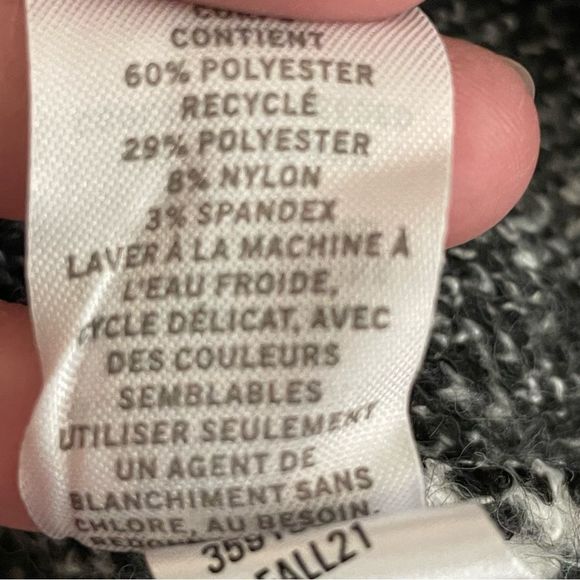 CONTIENT
60% POLYESTER
RECYCLÉ
29% POLYESTER
8% NYLON
3% SPANDEX
LAVER À LA MACHINE À
L'EAU FROIDE,
CYCLE DÉLICAT, AVEC
DES COULEURS
SEMBLABLES
UTILISER SEULEMENT
UN AGENT DE
BLANCHIMENT SANS
CHLORE, AU BESOIN.
FALL21